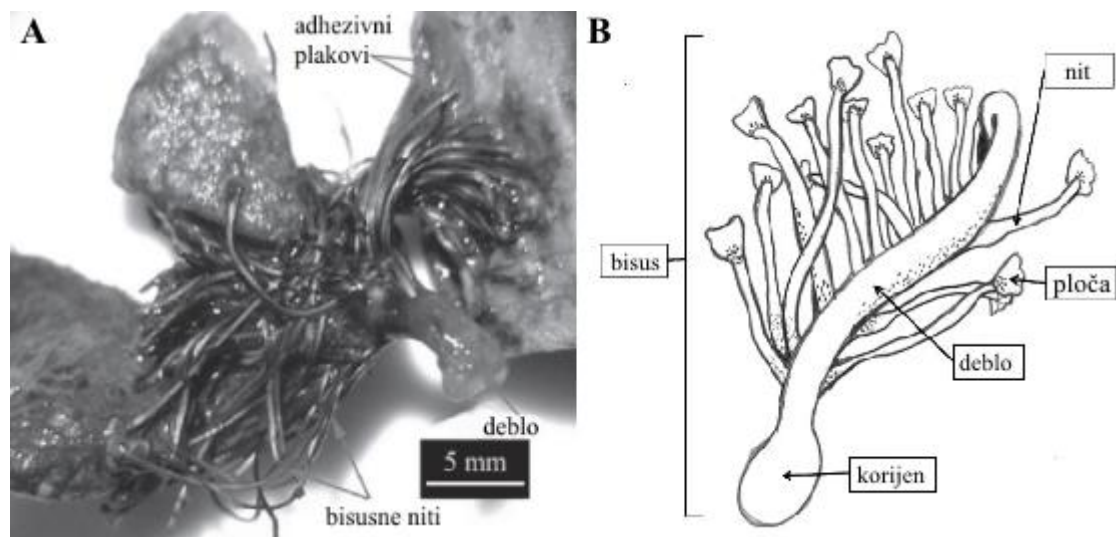 A
adhezivni
plakovi
deblo
5 mm
bisusne niti
B
nit
bisus
ploča
deblo
korijen